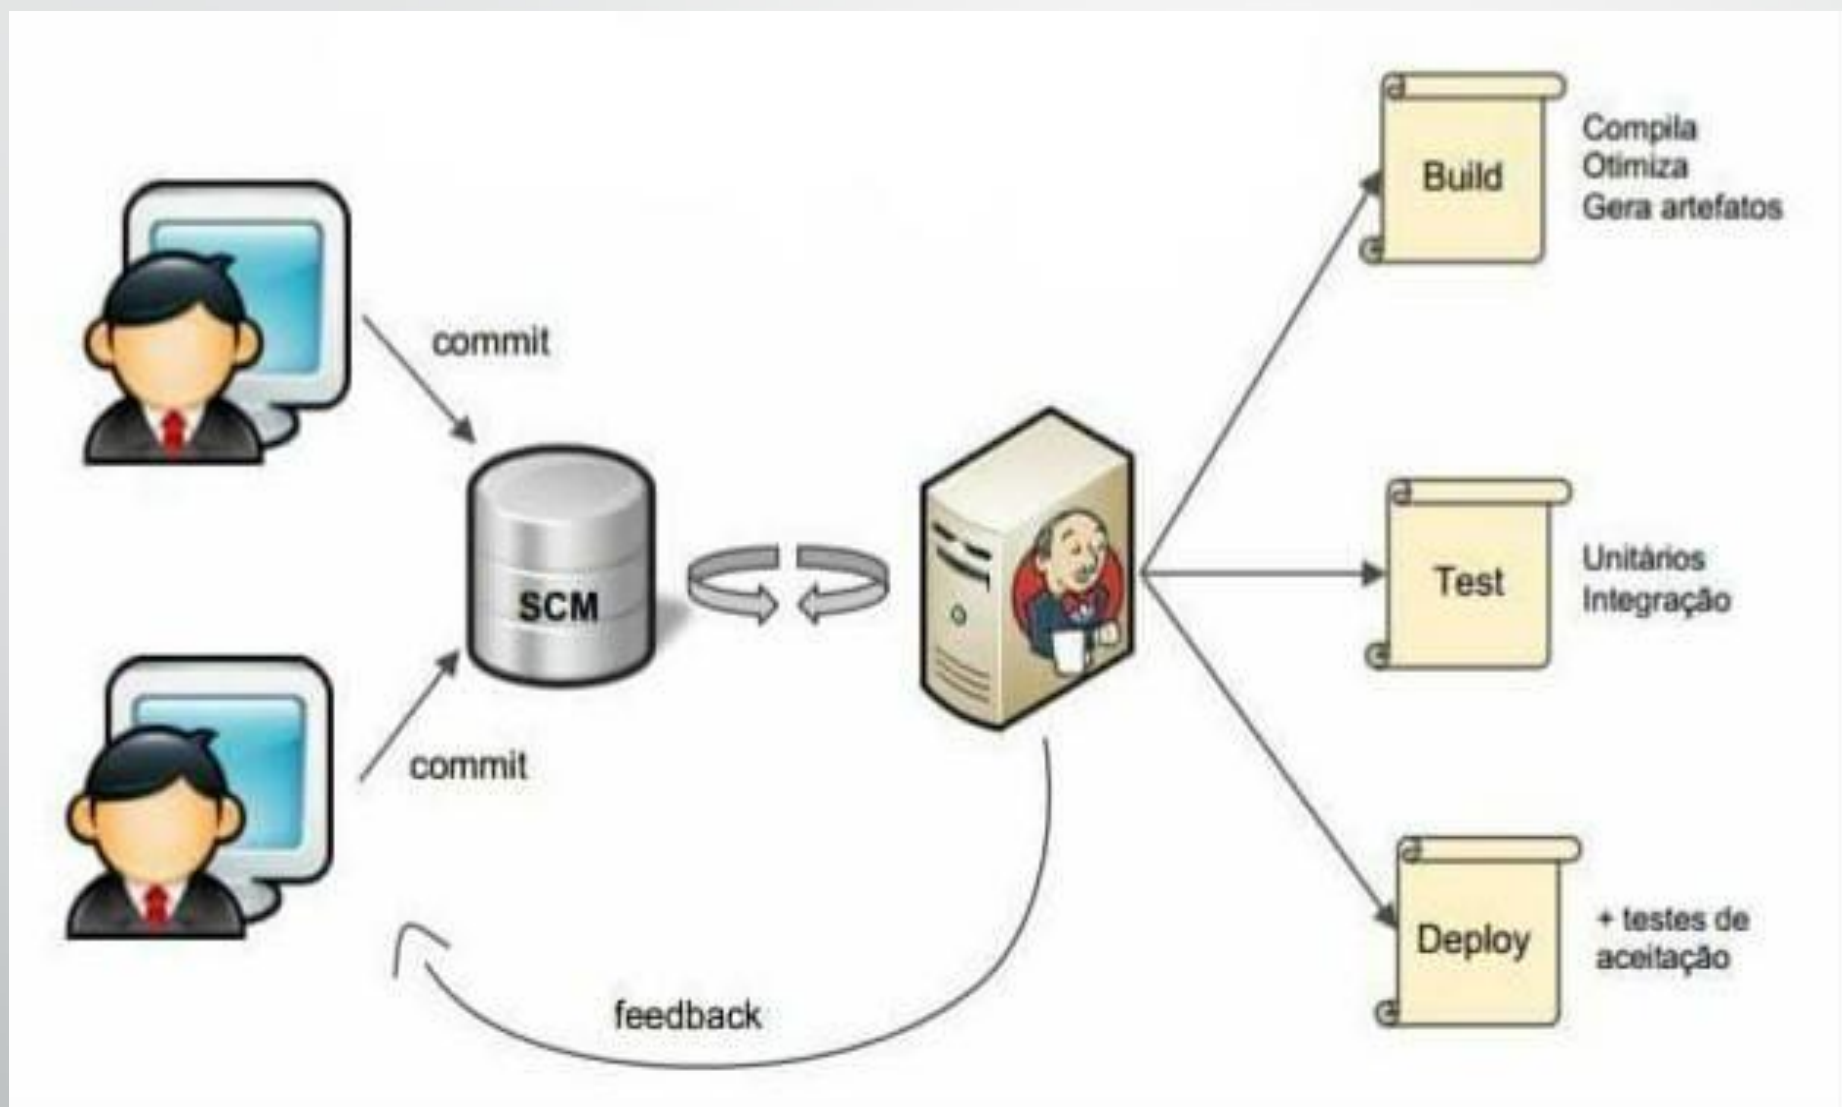 commit
SCM
commit
feedback
Build
Compila
Otimiza
Gera artefatos
Test
Unitários
Integração
Deploy
+ testes de
aceitação